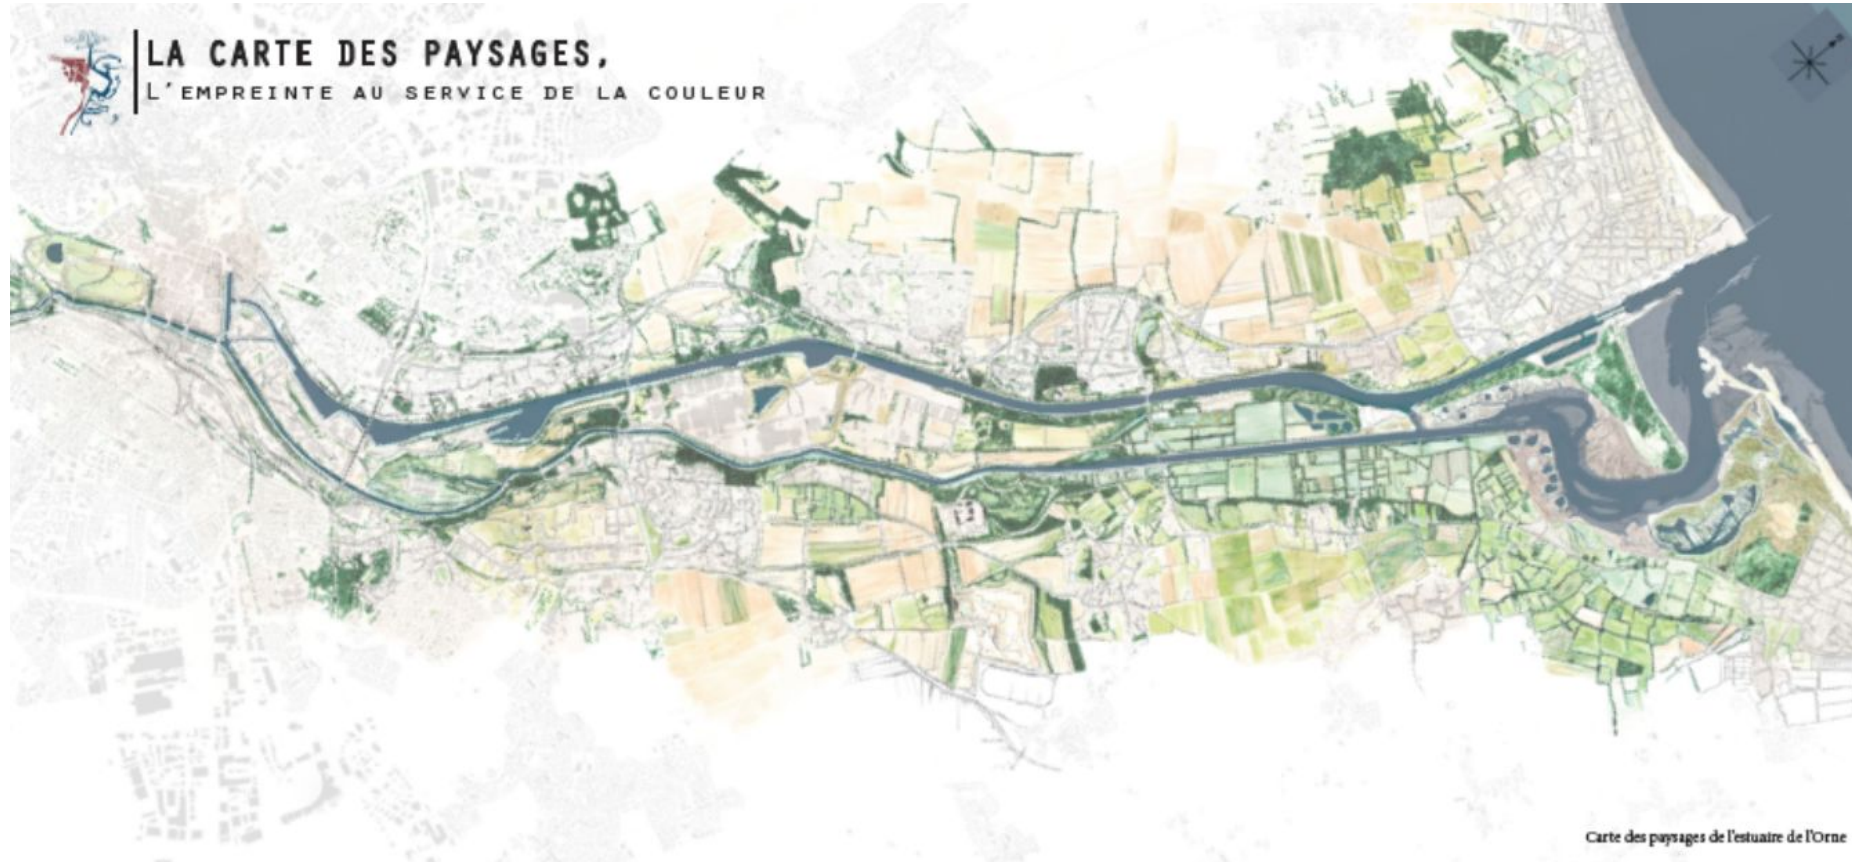 LA CARTE DES PAYSAGES,
L'EMPREINTE AU SERVICE DE LA COULEUR
Carte des paysages de l'estuaire de l'Orne